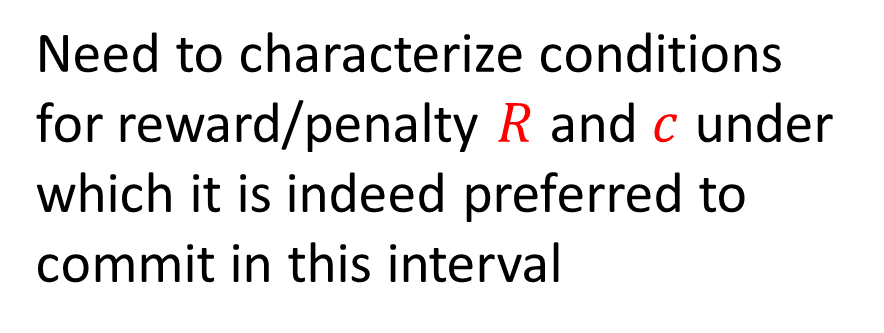 Need to characterize conditions
for reward/penalty R and c under
which it is indeed preferred to
commit in this interval